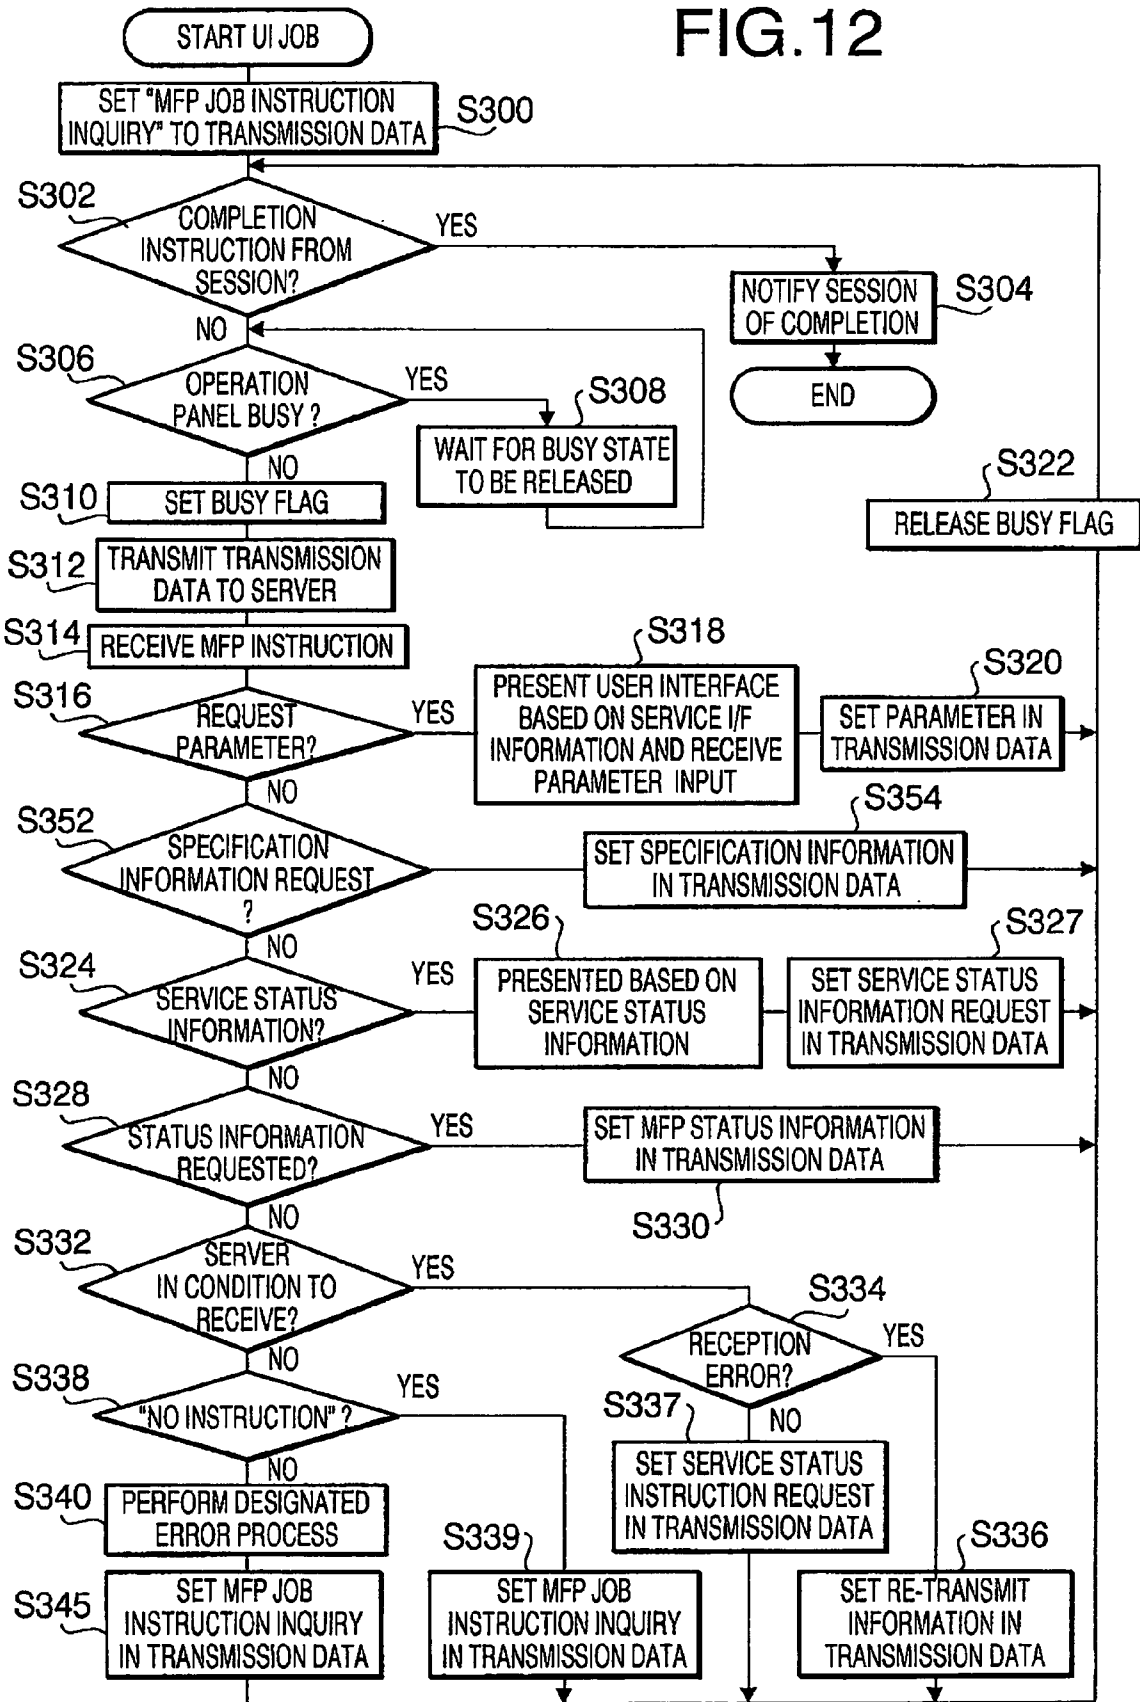 FIG.12
START UI JOB
SET "MFP JOB INSTRUCTION
INQUIRY" TO TRANSMISSION DATA
S300
S302
COMPLETION
INSTRUCTION FROM
SESSION?
YES
NOTIFY SESSION
OF COMPLETION
S304
END
NO
S306
OPERATION
PANEL BUSY ?
YES
S308
WAIT FOR BUSY STATE
TO BE RELEASED
NO
S310
SET BUSY FLAG
S322
RELEASE BUSY FLAG
S312
TRANSMIT TRANSMISSION
DATA TO SERVER
S314
RECEIVE MFP INSTRUCTION
S316
REQUEST
PARAMETER?
YES
S318
PRESENT USER INTERFACE
BASED ON SERVICE I/F
INFORMATION AND RECEIVE
PARAMETER INPUT
S320
SET PARAMETER IN
TRANSMISSION DATA
NO
S352
SPECIFICATION
INFORMATION REQUEST
?
S354
SET SPECIFICATION INFORMATION
IN TRANSMISSION DATA
NO
S324
SERVICE STATUS
INFORMATION?
YES
S326
PRESENTED BASED ON
SERVICE STATUS
INFORMATION
S327
SET SERVICE STATUS
INFORMATION REQUEST
IN TRANSMISSION DATA
NO
S328
STATUS INFORMATION
REQUESTED?
YES
SET MFP STATUS INFORMATION
IN TRANSMISSION DATA
S330
NO
S332
SERVER
IN CONDITION TO
RECEIVE?
YES
S334
RECEPTION
ERROR?
YES
NO
S338
"NO INSTRUCTION" ?
YES
S337
NO
SET SERVICE STATUS
INSTRUCTION REQUEST
IN TRANSMISSION DATA
NO
S340
PERFORM DESIGNATED
ERROR PROCESS
S345
SET MFP JOB
INSTRUCTION INQUIRY
IN TRANSMISSION DATA
S339
SET MFP JOB
INSTRUCTION INQUIRY
IN TRANSMISSION DATA
S336
SET RE-TRANSMIT
INFORMATION IN
TRANSMISSION DATA